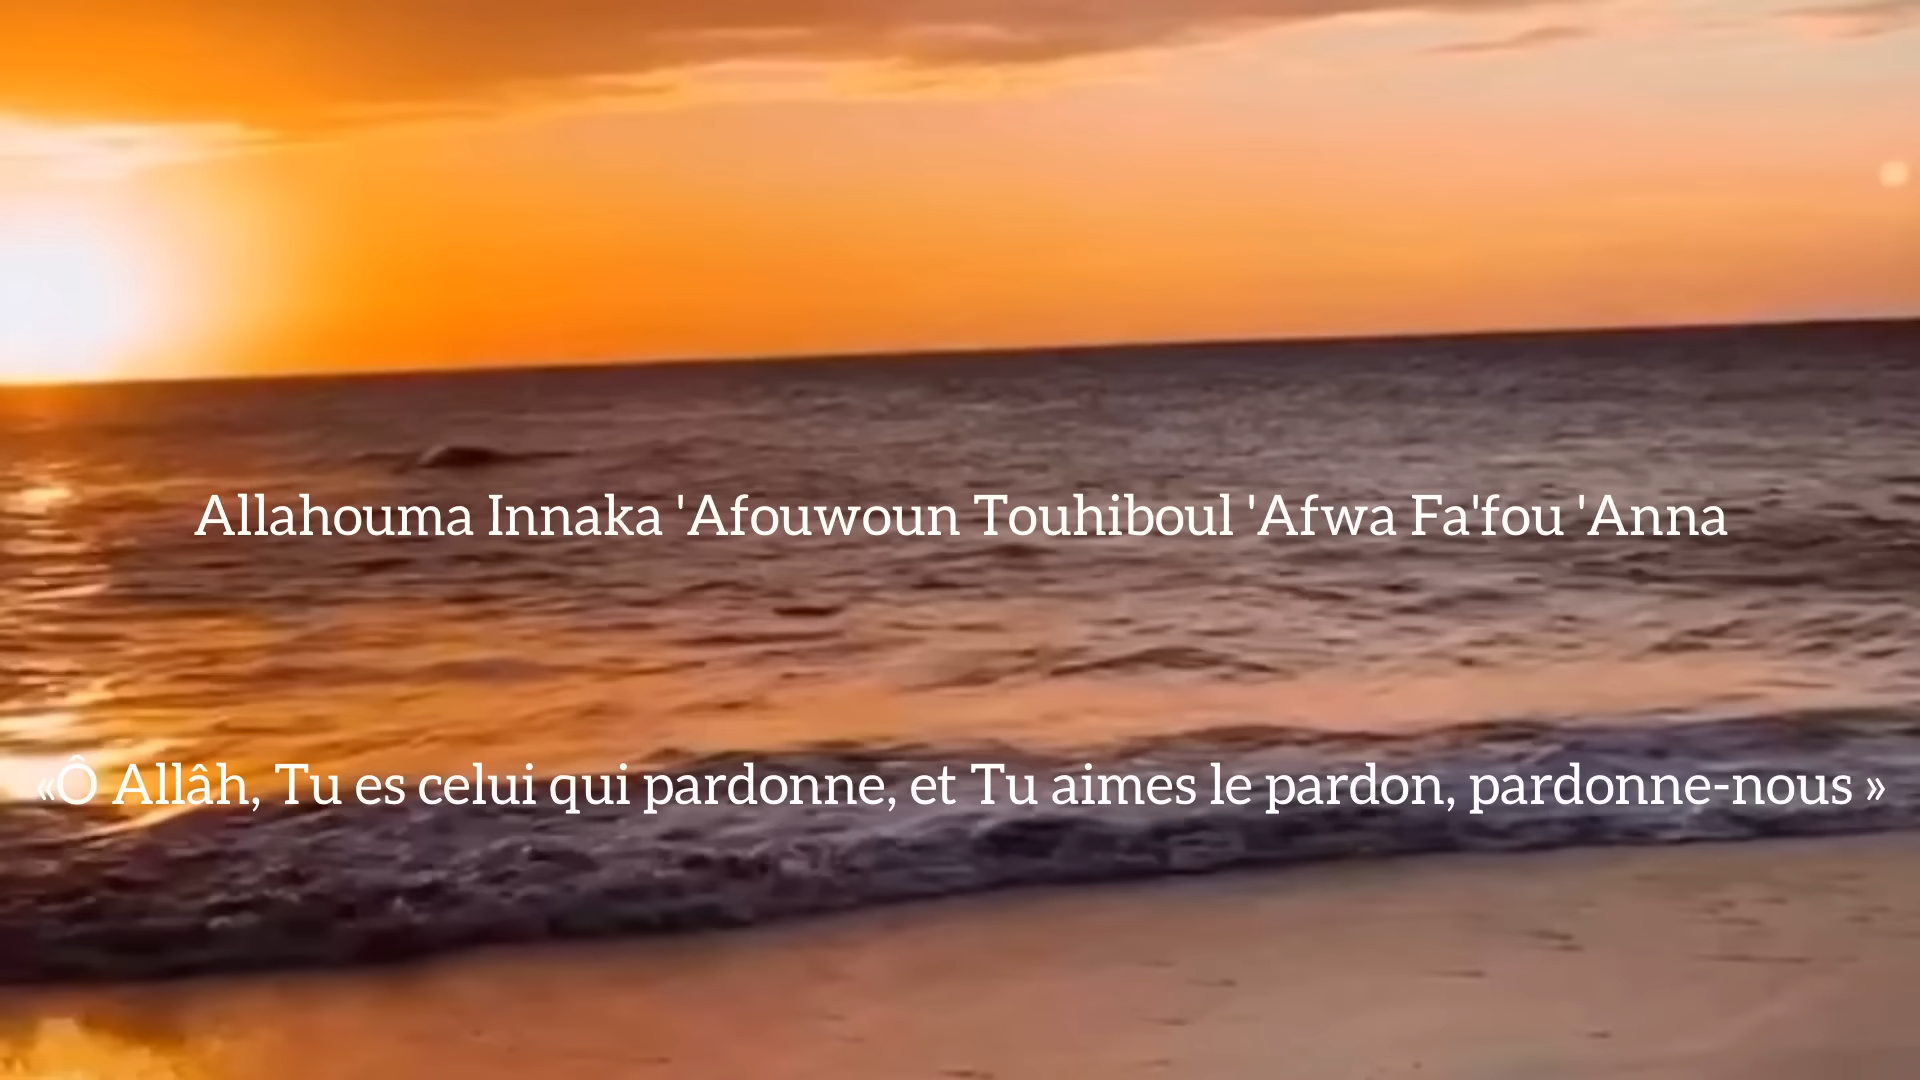 Allahouma Innaka 'Afouwoun Touhiboul 'Afwa Fa'fou 'Anna
«Ô Allâh, Tu es celui qui pardonne, et Tu aimes le pardon, pardonne-nous »